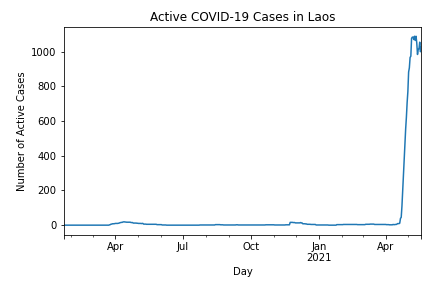 Active COVID-19 Cases in Laos
Number of Active Cases
1000
800
600
400
200
0
Apr
Jul
Oct
Jan
2021
Apr
Day